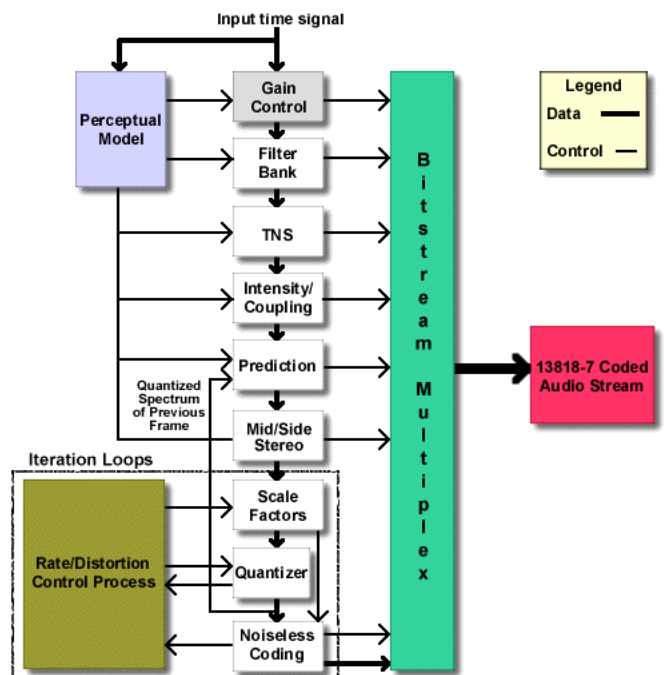 Input time signal
Perceptual
Model
Gain
Control
Filter
Bank
TNS
Intensity/
Coupling
Prediction
Quantized
Spectrum
of Previous
Frame
Mid/Side
Stereo
Iteration Loops
Scale
Factors
Rate/Distortion
Control Process
Quantizer
Noiseless
Coding
Bitstream Multiplex
Legend
Data
Control
13818-7 Coded
Audio Stream